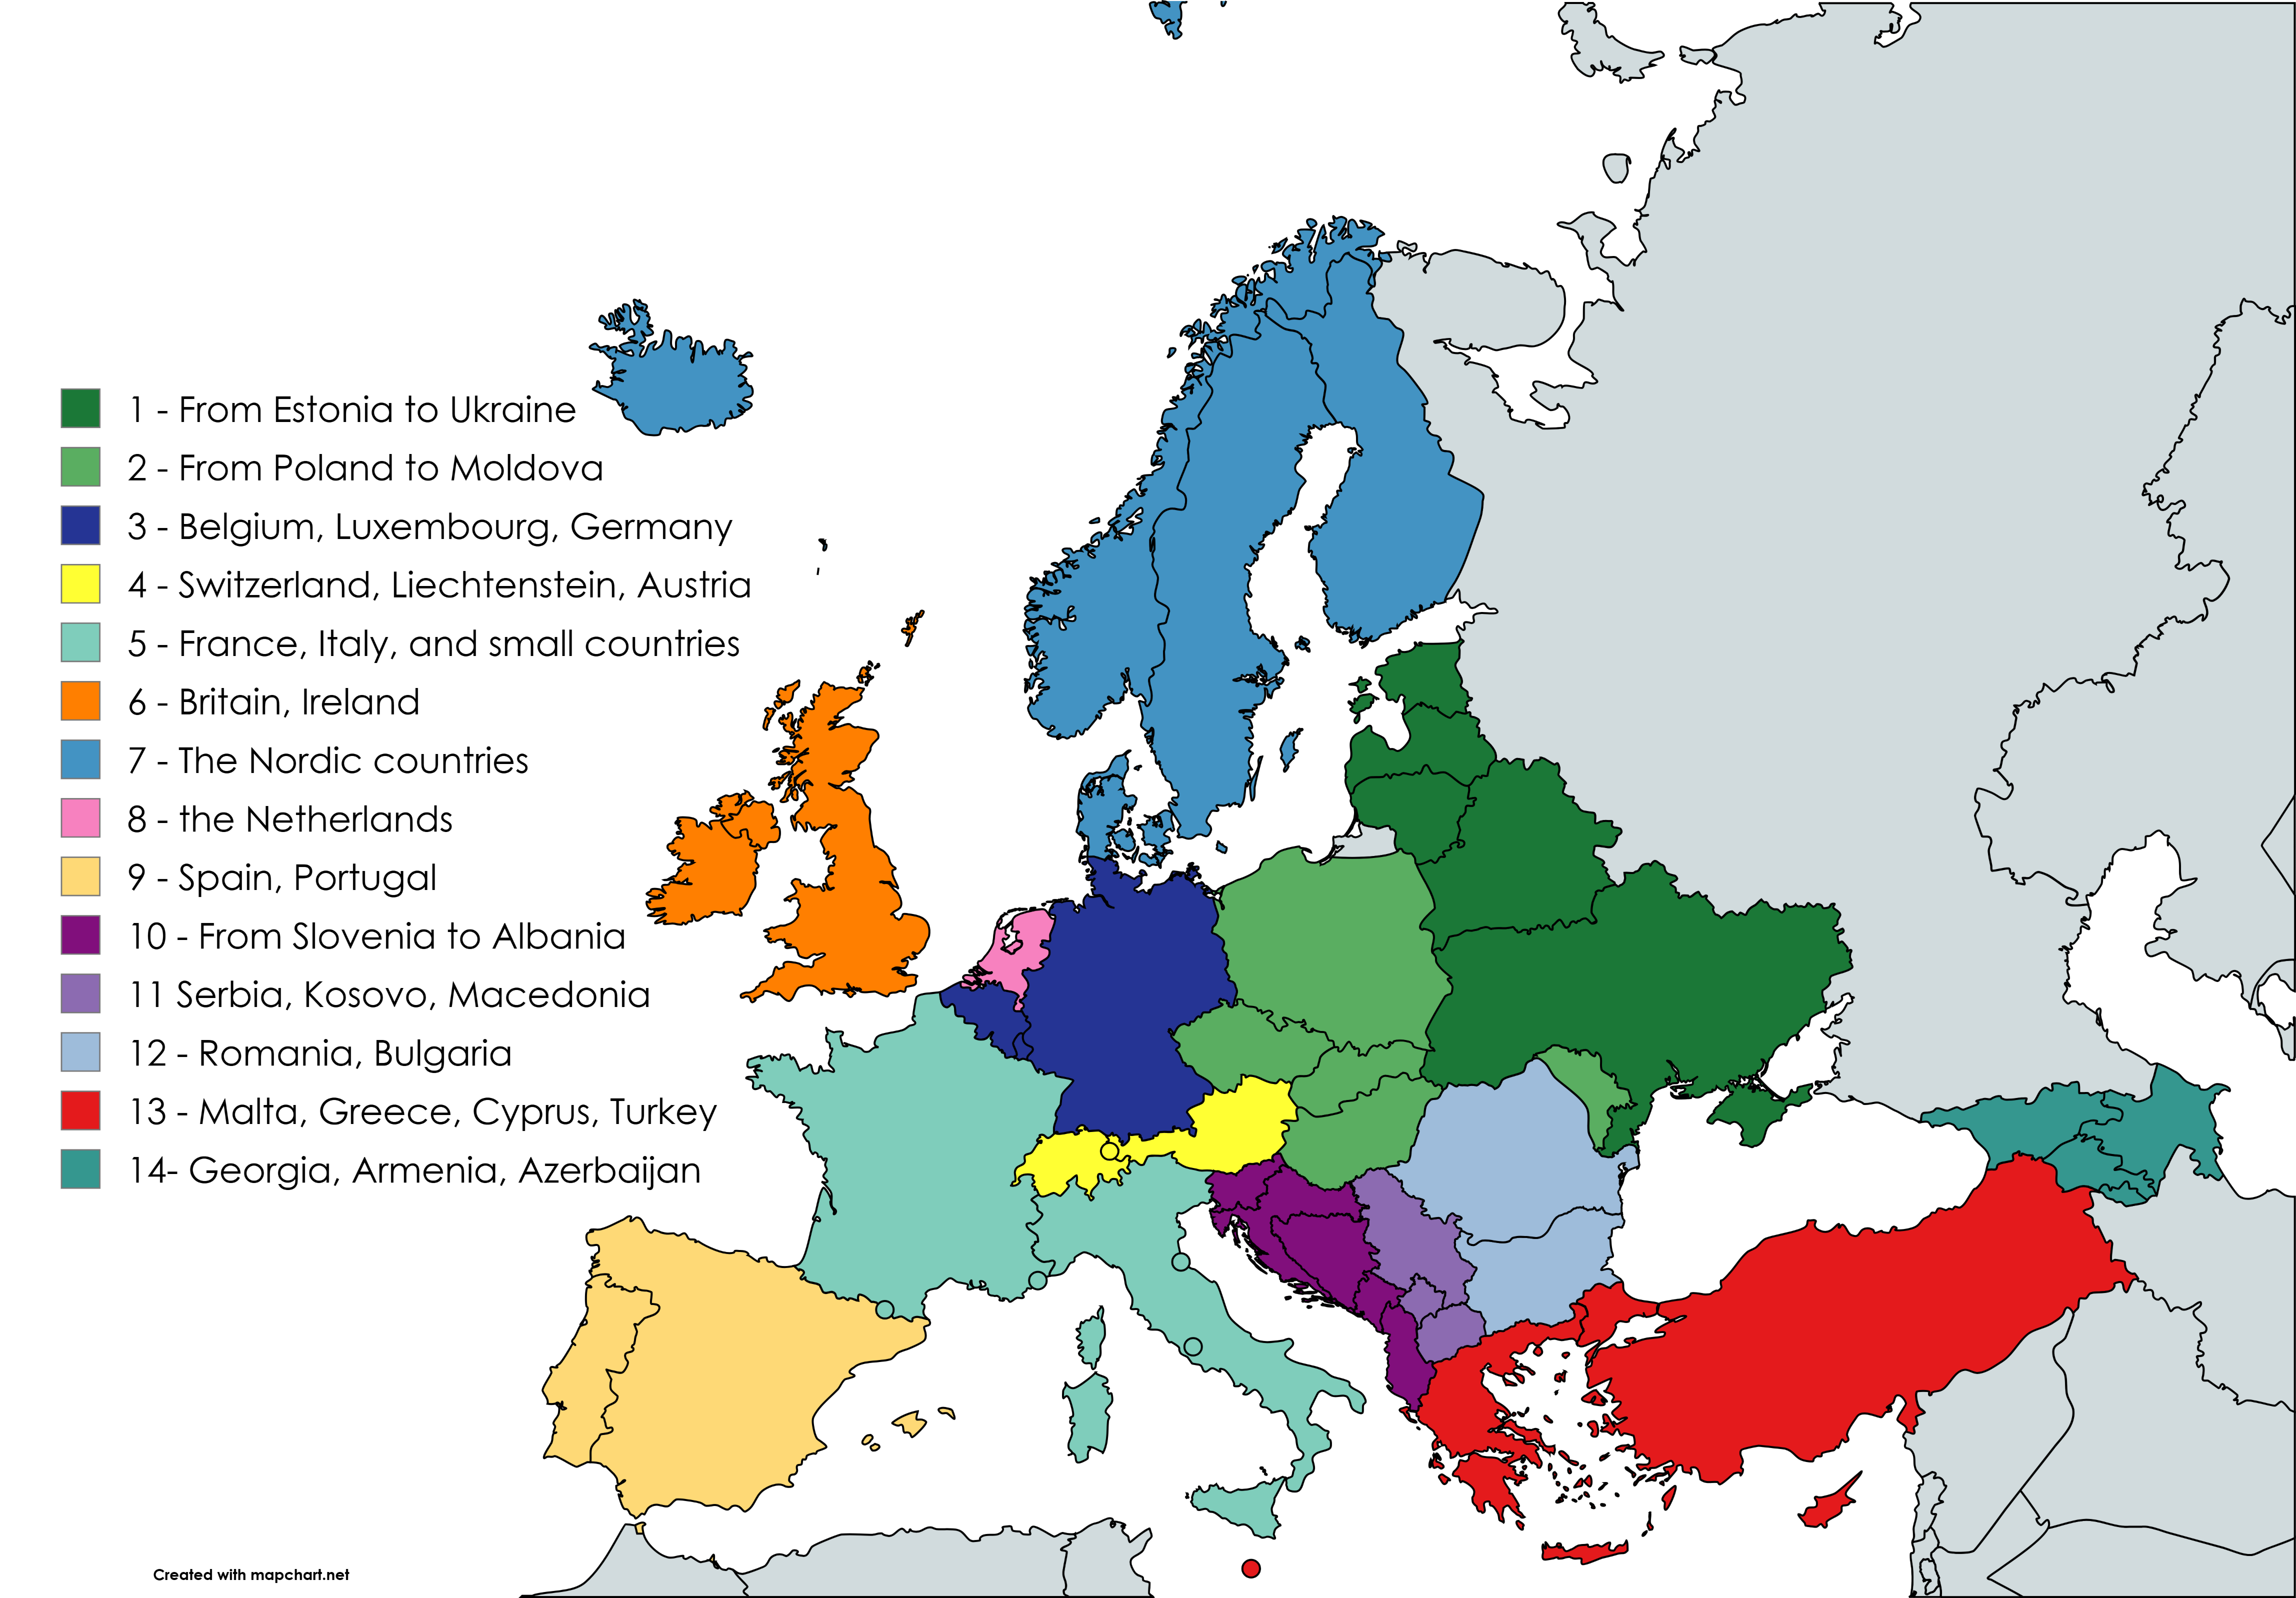 1 - From Estonia to Ukraine
2 - From Poland to Moldova
3 - Belgium, Luxembourg, Germany
4 - Switzerland, Liechtenstein, Austria
5 - France, Italy, and small countries
6 - Britain, Ireland
7 - The Nordic countries
8 - the Netherlands
9 - Spain, Portugal
10 - From Slovenia to Albania
11 Serbia, Kosovo, Macedonia
12 - Romania, Bulgaria
13 - Malta, Greece, Cyprus, Turkey
14- Georgia, Armenia, Azerbaijan
Created with mapchart.net